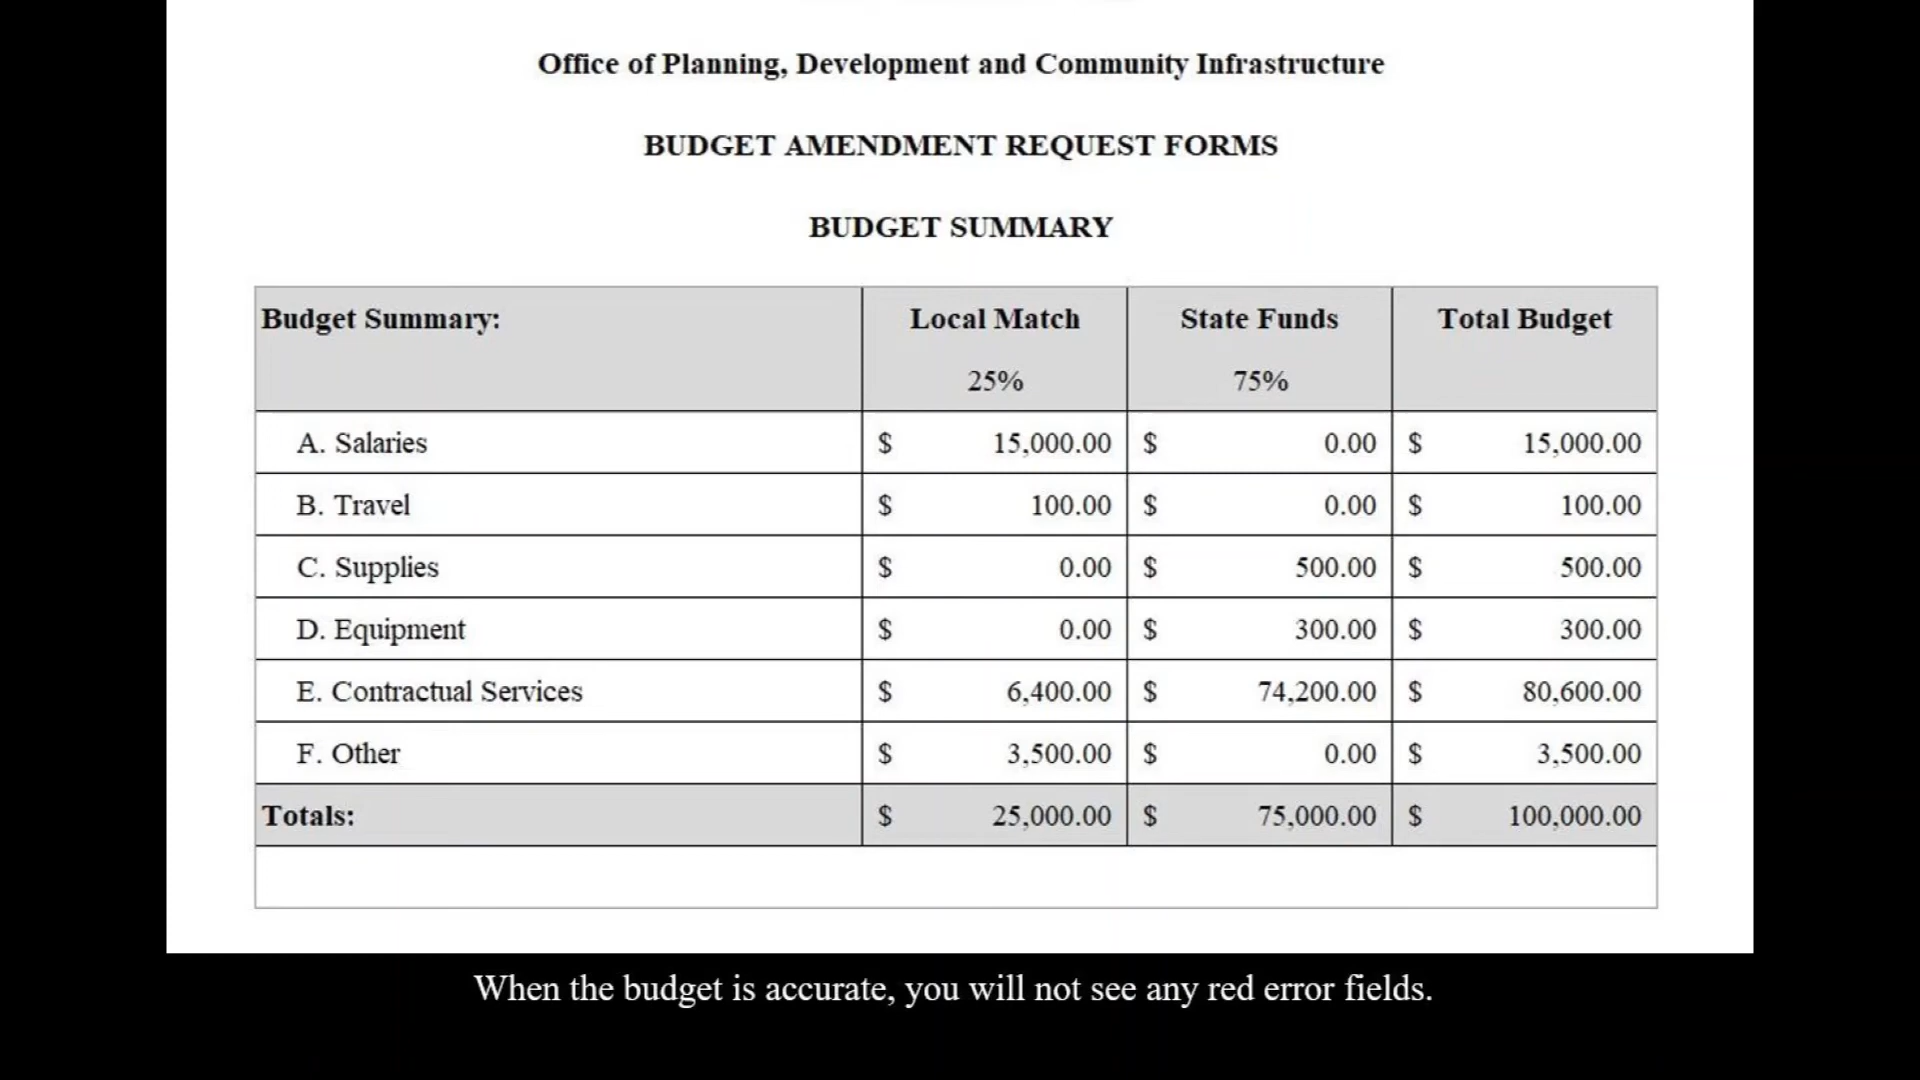 Office of Planning, Development and Community Infrastructure
BUDGET AMENDMENT REQUEST FORMS
BUDGET SUMMARY
Budget Summary: Local Match State Funds Total Budget
25% 75%
A. Salaries $ 15,000.00 $ 0.00 $ 15,000.00
B. Travel $ 100.00 $ 0.00 $ 100.00
C. Supplies $ 0.00 $ 500.00 $ 500.00
D. Equipment $ 0.00 $ 300.00 $ 300.00
E. Contractual Services $ 6,400.00 $ 74,200.00 $ 80,600.00
F. Other $ 3,500.00 $ 0.00 $ 3,500.00
Totals: $ 25,000.00 $ 75,000.00 $ 100,000.00
When the budget is accurate, you will not see any red error fields.